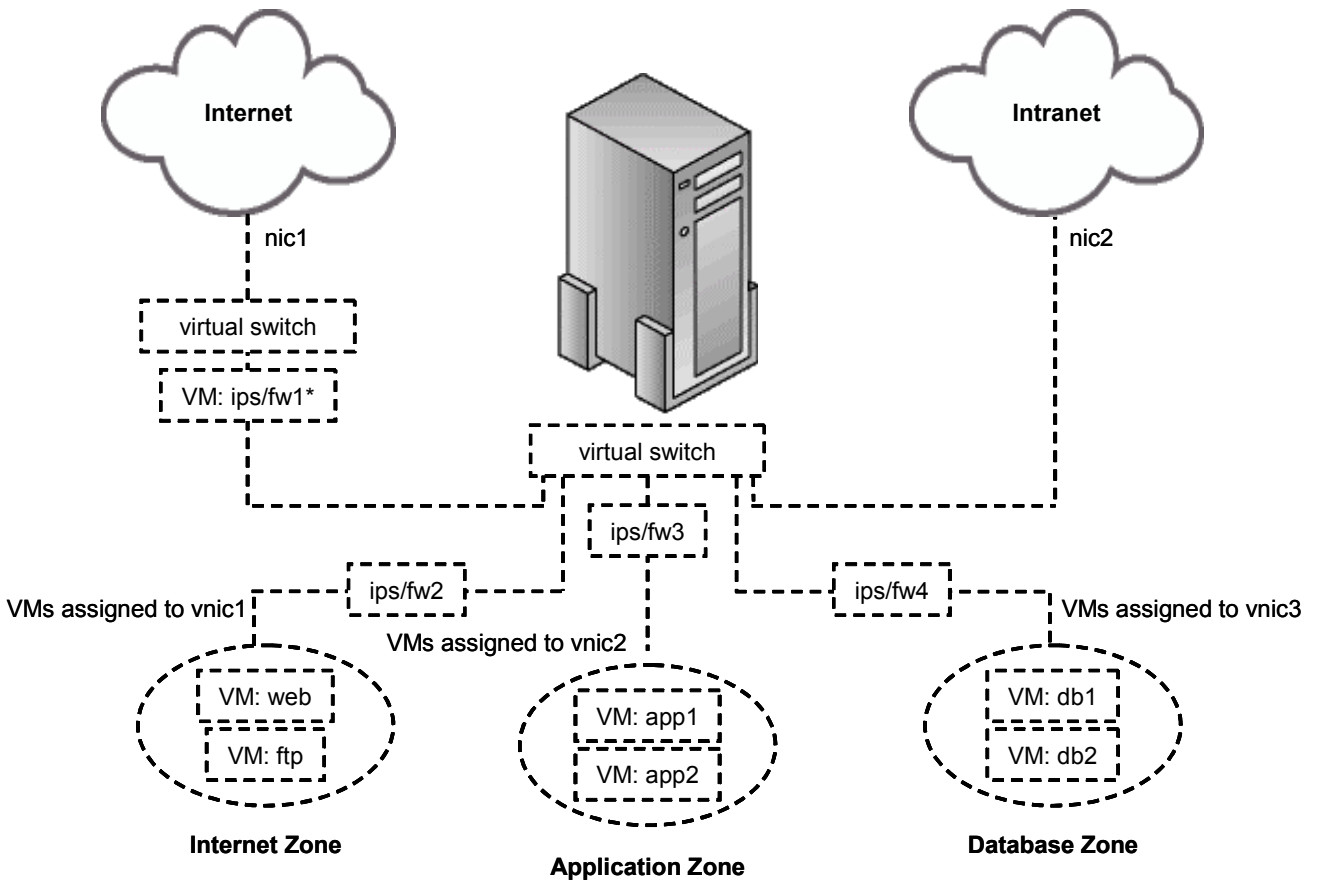 Internet
Intranet
nic1
nic2
virtual switch
VM: ips/fw1*
virtual switch
ips/fw3
ips/fw2
ips/fw4
VMs assigned to vnic1
VMs assigned to vnic2
VMs assigned to vnic3
VM: web
VM: ftp
VM: app1
VM: app2
VM: db1
VM: db2
Internet Zone
Application Zone
Database Zone